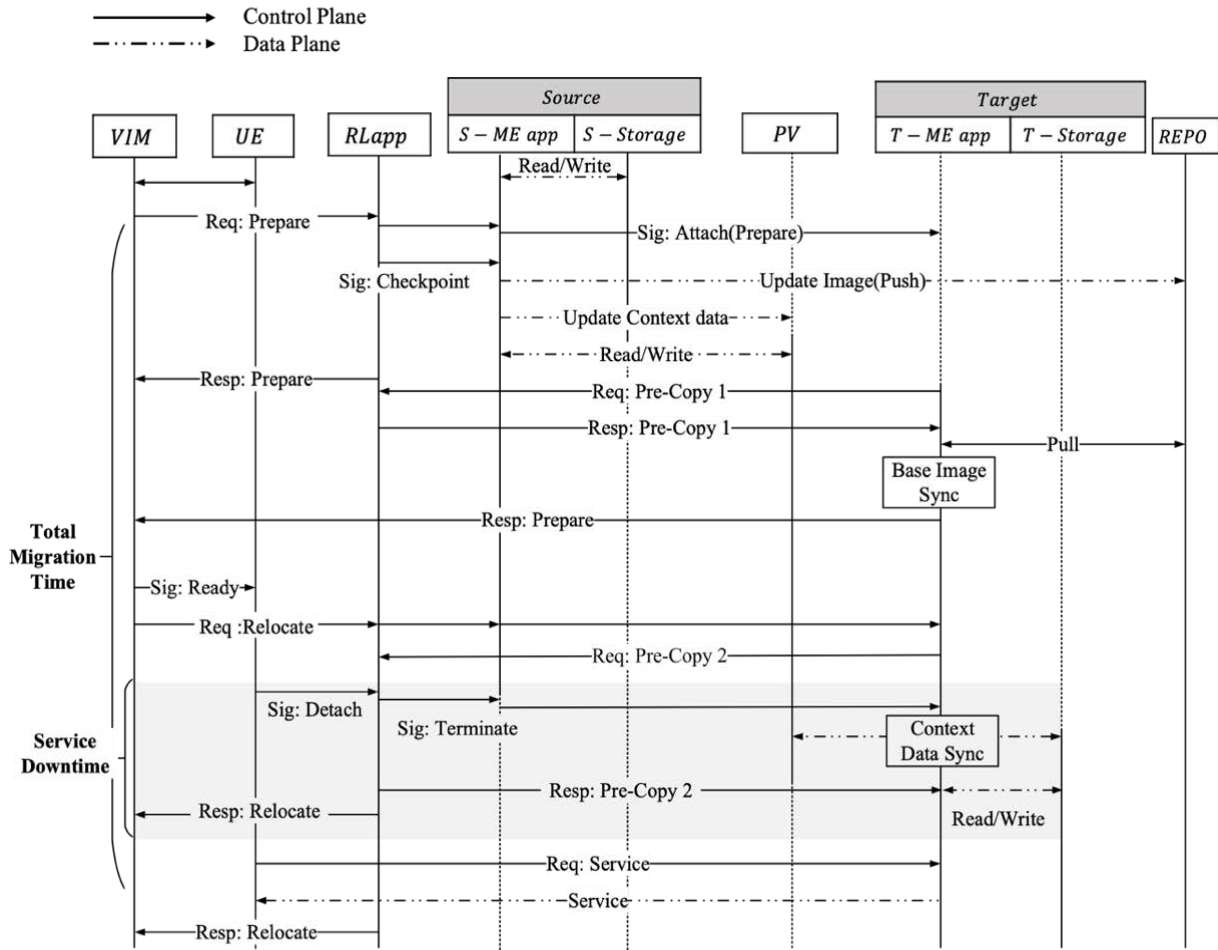 Control Plane
Data Plane
Source
Target
VIM
UE
RLapp
S − ME app
S − Storage
PV
T − ME app
T − Storage
REPO
Read/Write
Req: Prepare
Sig: Attach(Prepare)
Sig: Checkpoint
Update Image(Push)
Update Context data
Read/Write
Resp: Prepare
Req: Pre-Copy 1
Resp: Pre-Copy 1
Pull
Base Image
Sync
Resp: Prepare
Total
Migration
Time
Sig: Ready
Req :Relocate
Req: Pre-Copy 2
Sig: Detach
Sig: Terminate
Context
Data Sync
Service
Downtime
Resp: Pre-Copy 2
Resp: Relocate
Read/Write
Req: Service
Service
Resp: Relocate